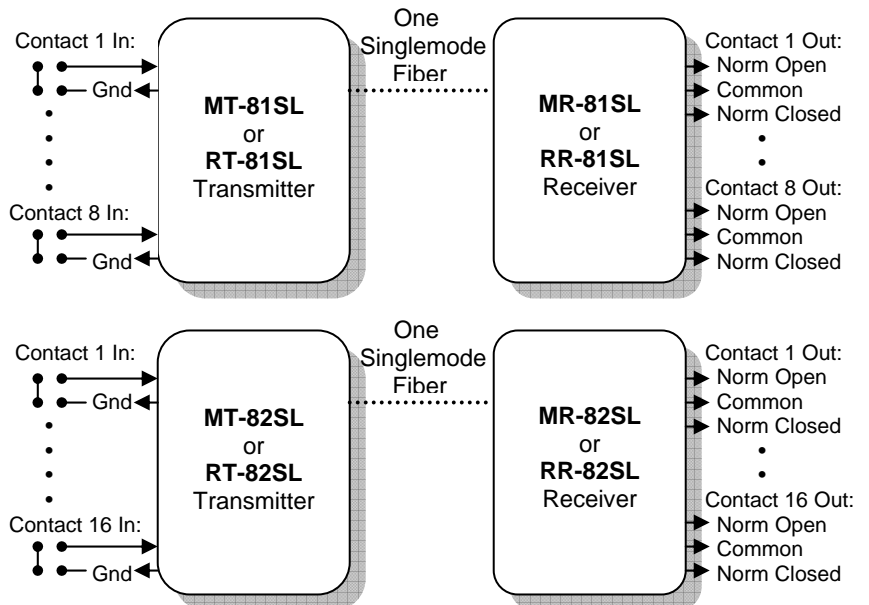 Contact 1 In:
Gnd
Contact 8 In:
Gnd
MT-81SL
or
RT-81SL
Transmitter
One
Singlemode
Fiber
MR-81SL
or
RR-81SL
Receiver
Contact 1 Out:
Norm Open
Common
Norm Closed
Contact 8 Out:
Norm Open
Common
Norm Closed
Contact 1 In:
Gnd
Contact 16 In:
Gnd
MT-82SL
or
RT-82SL
Transmitter
One
Singlemode
Fiber
MR-82SL
or
RR-82SL
Receiver
Contact 1 Out:
Norm Open
Common
Norm Closed
Contact 16 Out:
Norm Open
Common
Norm Closed